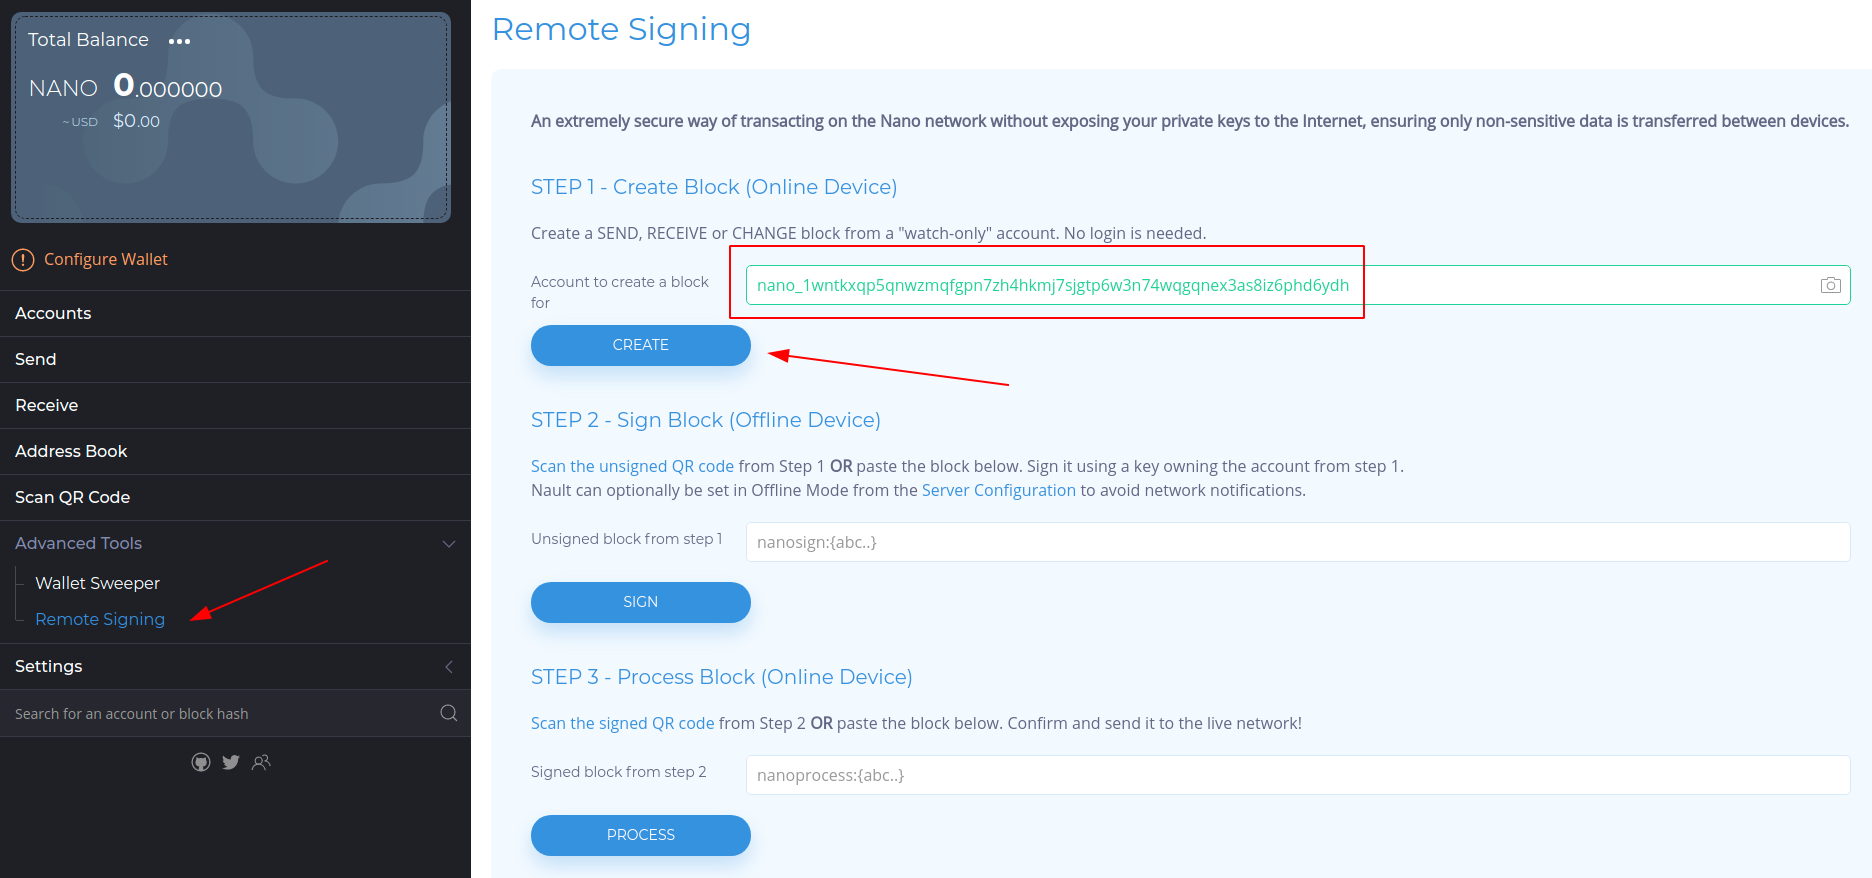 Total Balance •••
NANO 0.000000
~ USD $0.00
Configure Wallet
Accounts
Send
Receive
Address Book
Scan QR Code
Advanced Tools
Wallet Sweeper
Remote Signing
Settings
Search for an account or block hash
Remote Signing
An extremely secure way of transacting on the Nano network without exposing your private keys to the Internet, ensuring only non-sensitive data is transferred between devices.
STEP 1 - Create Block (Online Device)
Create a SEND, RECEIVE or CHANGE block from a "watch-only" account. No login is needed.
Account to create a block
for
nano_1wntkxqp5qnwzmqfgpn7zh4hkmj7sjgtp6w3n74wqgqnex3as8iz6phd6ydh
CREATE
STEP 2 - Sign Block (Offline Device)
Scan the unsigned QR code from Step 1 OR paste the block below. Sign it using a key owning the account from step 1.
Nault can optionally be set in Offline Mode from the Server Configuration to avoid network notifications.
Unsigned block from step 1
nanosign:{abc..}
SIGN
STEP 3 - Process Block (Online Device)
Scan the signed QR code from Step 2 OR paste the block below. Confirm and send it to the live network!
Signed block from step 2
nanoprocess:{abc..}
PROCESS